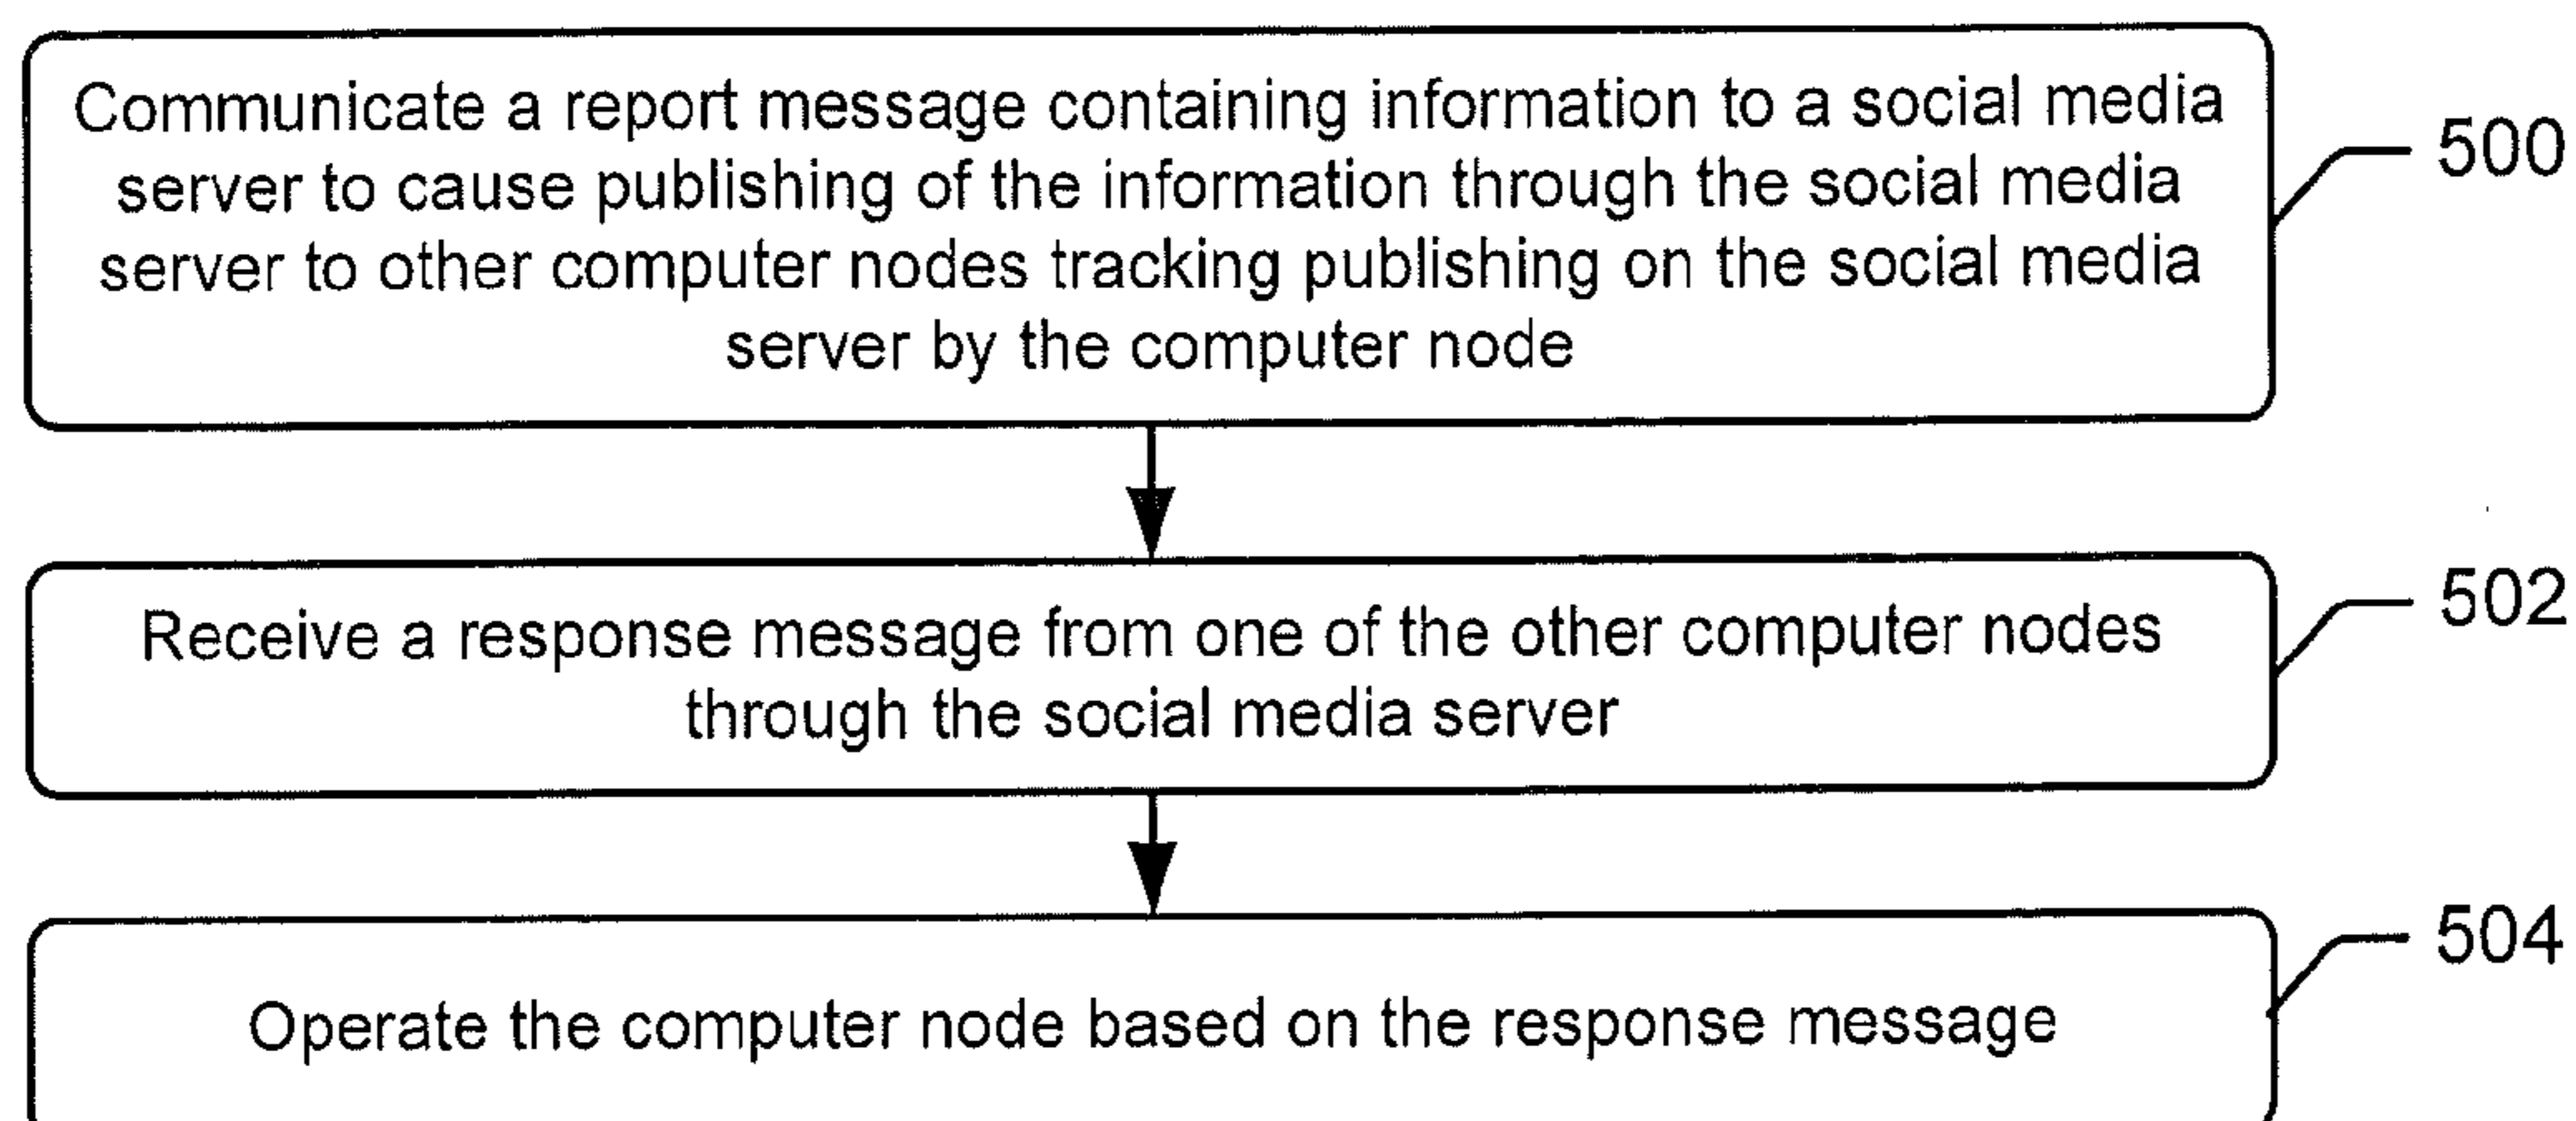 Communicate a report message containing information to a social media
server to cause publishing of the information through the social media
server to other computer nodes tracking publishing on the social media
server by the computer node
500
Receive a response message from one of the other computer nodes
through the social media server
502
Operate the computer node based on the response message
504